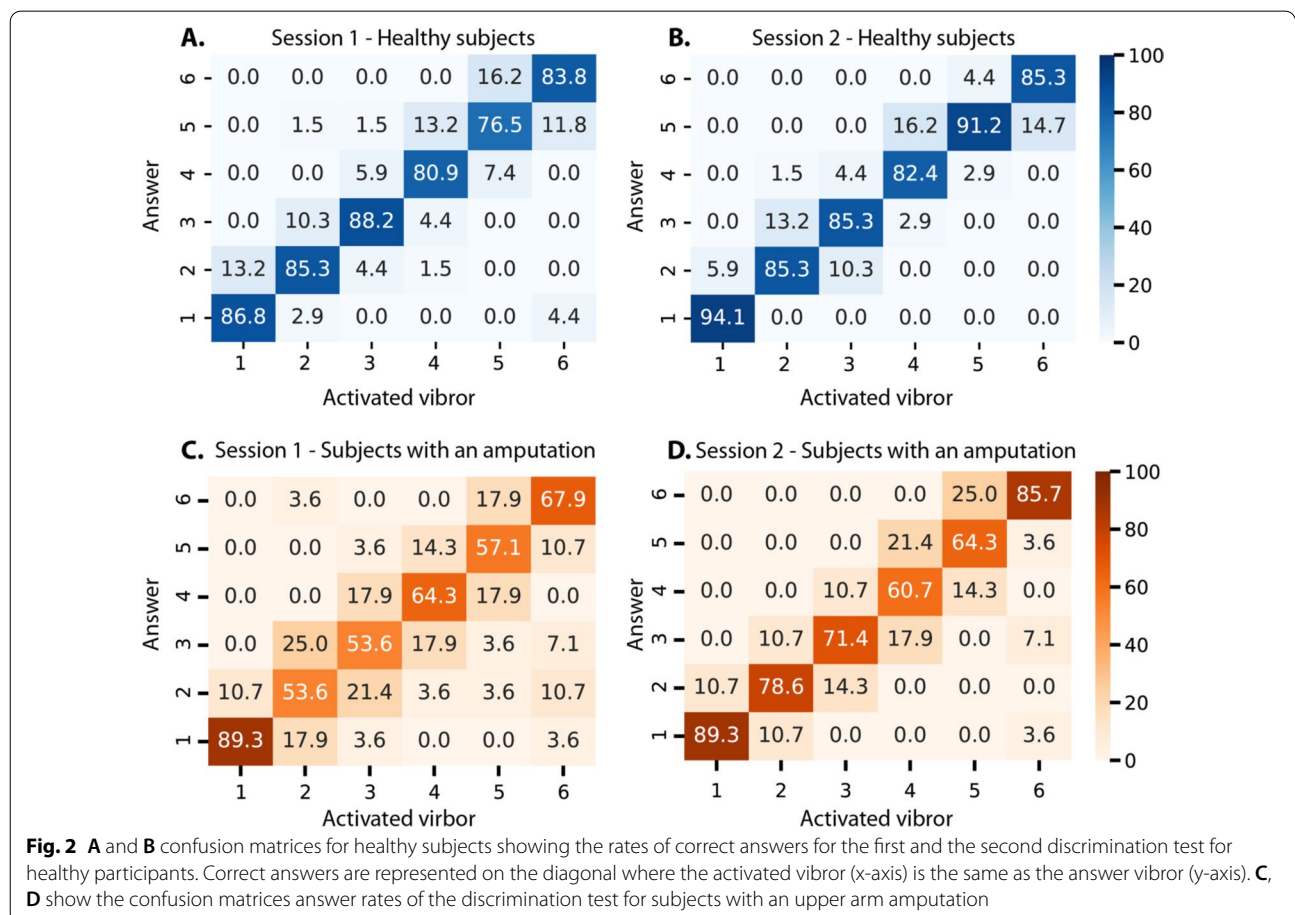 A. Session 1 - Healthy subjects
6 - 0.0 0.0 0.0 0.0 16.2 83.8
5 - 0.0 1.5 1.5 13.2 76.5 11.8
4 - 0.0 0.0 5.9 80.9 7.4 0.0
3 - 0.0 10.3 88.2 4.4 0.0 0.0
2 - 13.2 85.3 4.4 1.5 0.0 0.0
1 - 86.8 2.9 0.0 0.0 0.0 4.4
Answer
1 2 3 4 5 6
Activated vibror
B. Session 2 - Healthy subjects
6 - 0.0 0.0 0.0 0.0 4.4 85.3
5 - 0.0 0.0 0.0 16.2 91.2 14.7
4 - 0.0 1.5 4.4 82.4 2.9 0.0
3 - 0.0 13.2 85.3 2.9 0.0 0.0
2 - 5.9 85.3 10.3 0.0 0.0 0.0
1 - 94.1 0.0 0.0 0.0 0.0 0.0
Answer
1 2 3 4 5 6
Activated vibror
100
80
60
40
20
0
C. Session 1 - Subjects with an amputation
6 - 0.0 3.6 0.0 0.0 17.9 67.9
5 - 0.0 0.0 3.6 14.3 57.1 10.7
4 - 0.0 0.0 17.9 64.3 17.9 0.0
3 - 0.0 25.0 53.6 17.9 3.6 7.1
2 - 10.7 53.6 21.4 3.6 3.6 10.7
1 - 89.3 17.9 3.6 0.0 0.0 3.6
Answer
1 2 3 4 5 6
Activated virbor
D. Session 2 - Subjects with an amputation
6 - 0.0 0.0 0.0 0.0 25.0 85.7
5 - 0.0 0.0 0.0 21.4 64.3 3.6
4 - 0.0 0.0 10.7 60.7 14.3 0.0
3 - 0.0 10.7 71.4 17.9 0.0 7.1
2 - 10.7 78.6 14.3 0.0 0.0 0.0
1 - 89.3 10.7 0.0 0.0 0.0 3.6
Answer
1 2 3 4 5 6
Activated vibror
100
80
60
40
20
0
Fig. 2 A and B confusion matrices for healthy subjects showing the rates of correct answers for the first and the second discrimination test for
healthy participants. Correct answers are represented on the diagonal where the activated vibror (x-axis) is the same as the answer vibror (y-axis). C,
D show the confusion matrices answer rates of the discrimination test for subjects with an upper arm amputation